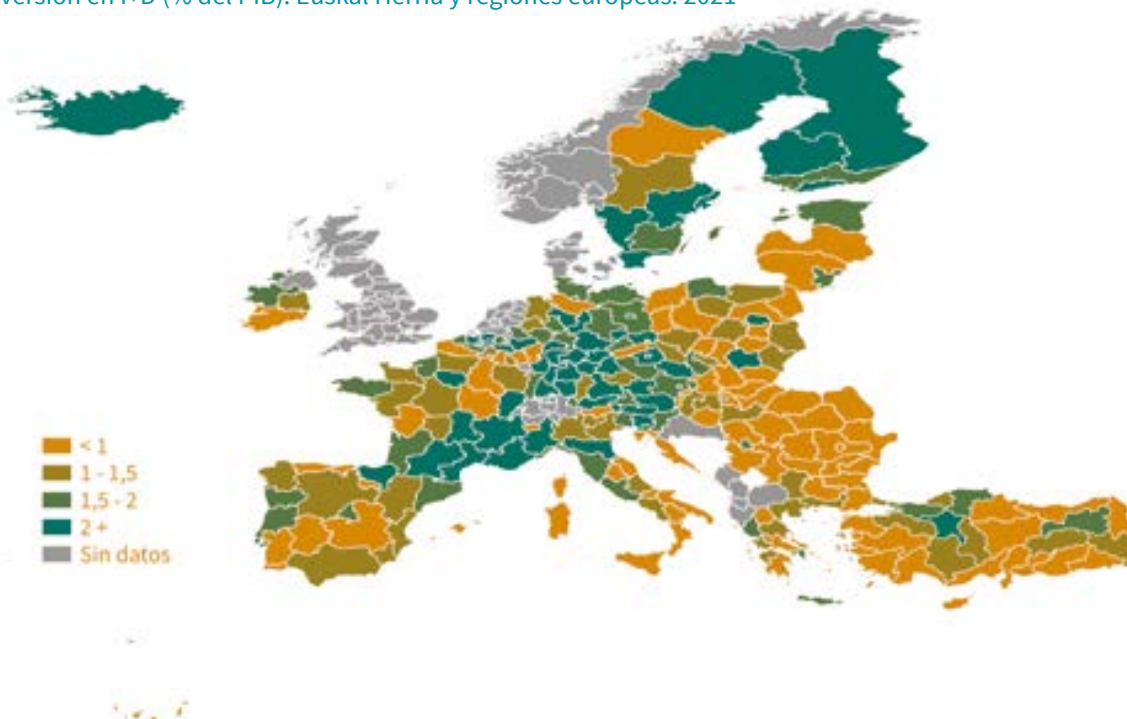 versión en I+D (% del PIB). Euskal Herria y regiones europeas. 2021
< 1
1 - 1,5
1,5 - 2
2 +
Sin datos